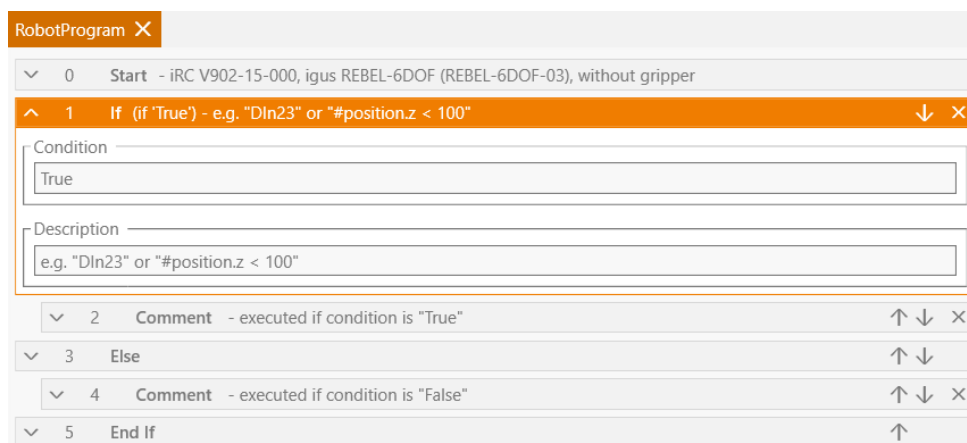 RobotProgram
0 Start - iRC V902-15-000, igus REBEL-6DOF (REBEL-6DOF-03), without gripper
1 If (if 'True') - e.g. "DIn23" or "#position.z < 100"
Condition
True
Description
e.g. "DIn23" or "#position.z < 100"
2 Comment - executed if condition is "True"
3 Else
4 Comment - executed if condition is "False"
5 End If